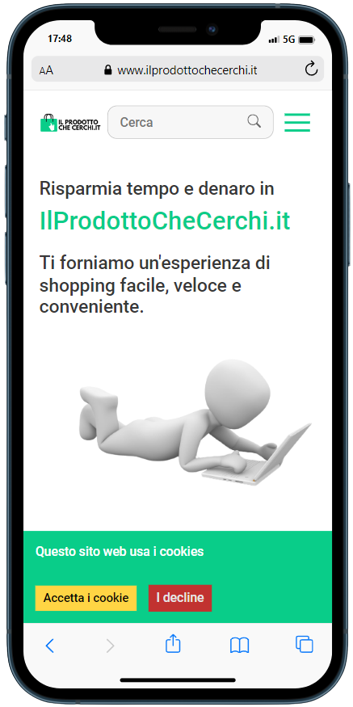 17:48
5G
AA
www.ilprodottochecerchi.it
IL PRODOTTO
CHE CERCHI.IT
Cerca
Risparmia tempo e denaro in
IlProdottoCheCerchi.it
Ti forniamo un'esperienza di
shopping facile, veloce e
conveniente.
Questo sito web usa i cookies
Accetta i cookie
I decline